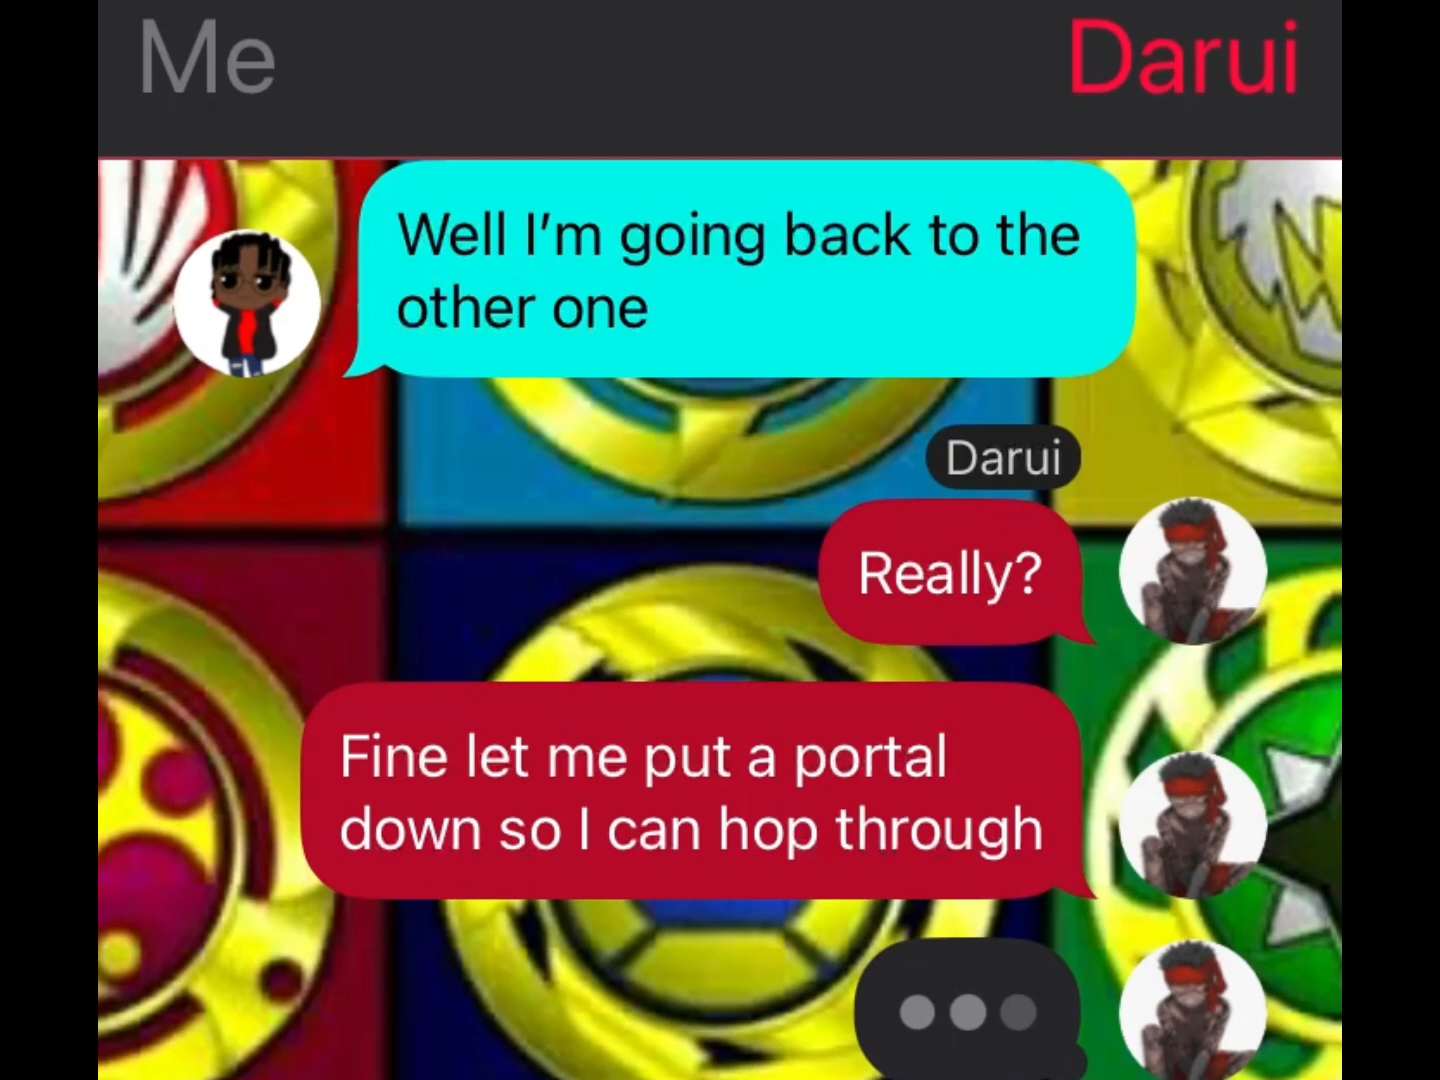 Me
Darui
Well I’m going back to the
other one
Darui
Really?
Fine let me put a portal
down so I can hop through